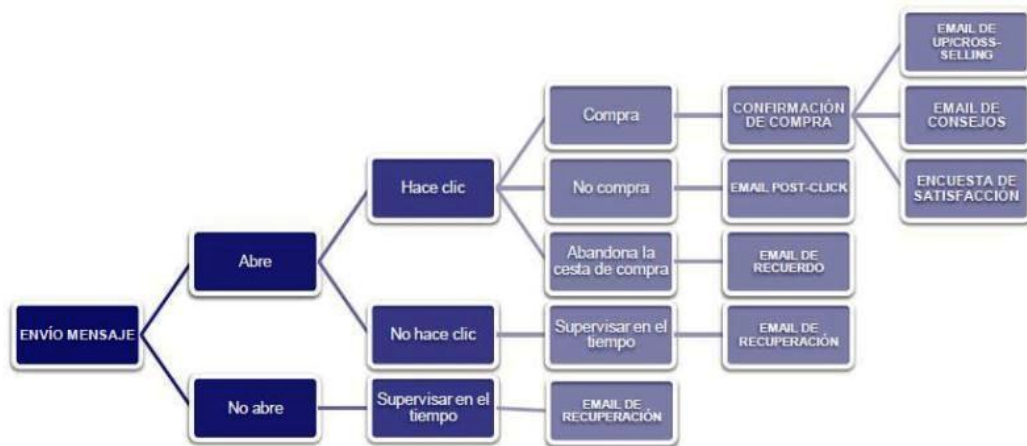 EMAIL DE
UP/CROSS-
SELLING
Compra
CONFIRMACIÓN
DE COMPRA
EMAIL DE
CONSEJOS
Hace clic
No compra
EMAIL POST-CLICK
ENCUESTA DE
SATISFACCIÓN
Abre
Abandona la
cesta de compra
EMAIL DE
RECUERDO
ENVÍO MENSAJE
No hace clic
Supervisar en el
tiempo
EMAIL DE
RECUPERACIÓN
No abre
Supervisar en el
tiempo
EMAIL DE
RECUPERACIÓN